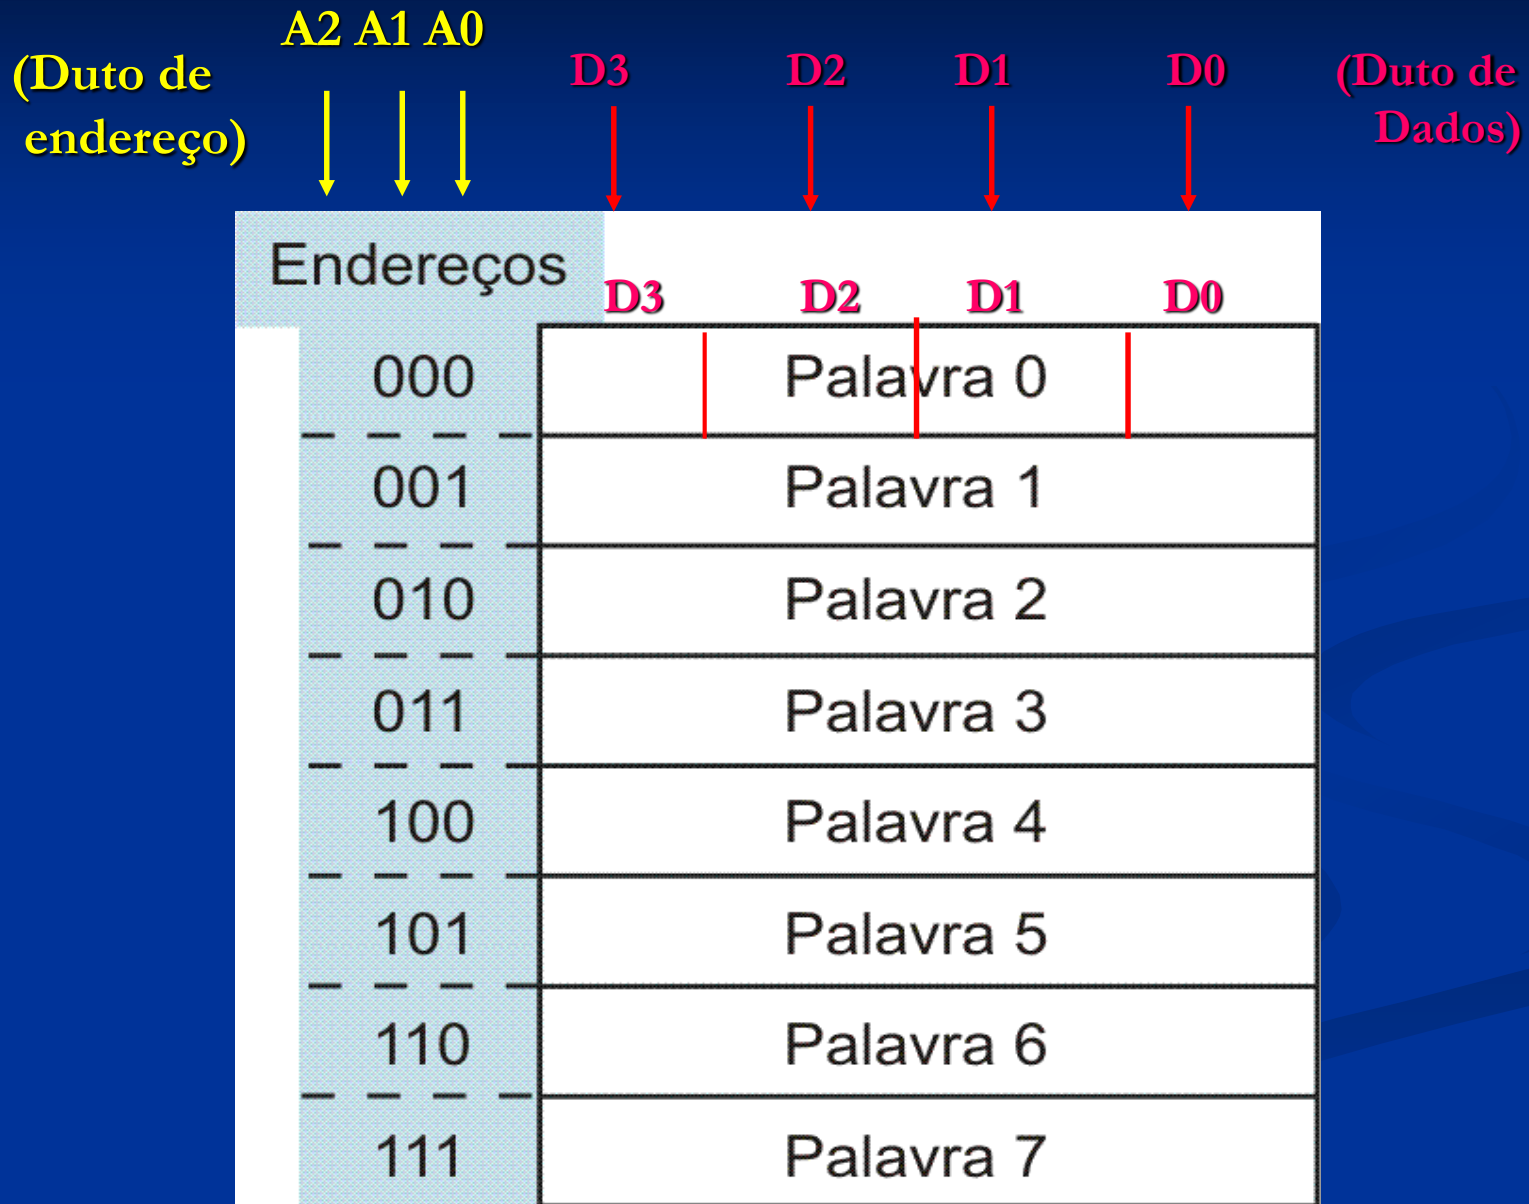 A2 A1 A0
(Duto de
endereço)
D3 D2 D1 D0
(Duto de
Dados)
Endereços
D3 D2 D1 D0
000 Palavra 0
001 Palavra 1
010 Palavra 2
011 Palavra 3
100 Palavra 4
101 Palavra 5
110 Palavra 6
111 Palavra 7